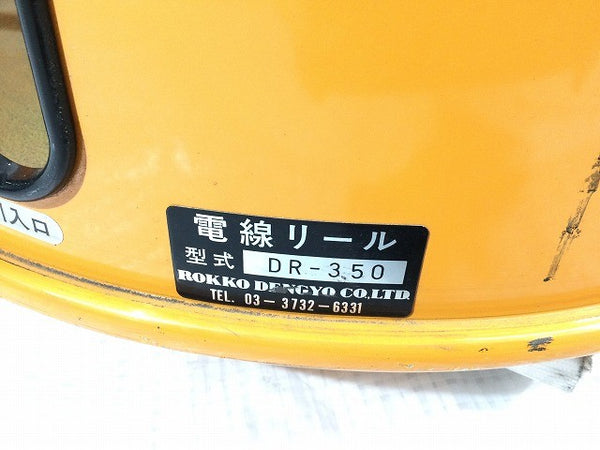 入口
電線リール
型式 DR-350
ROKKO DENGYO CO,LTD
TEL. 03-3732-6331